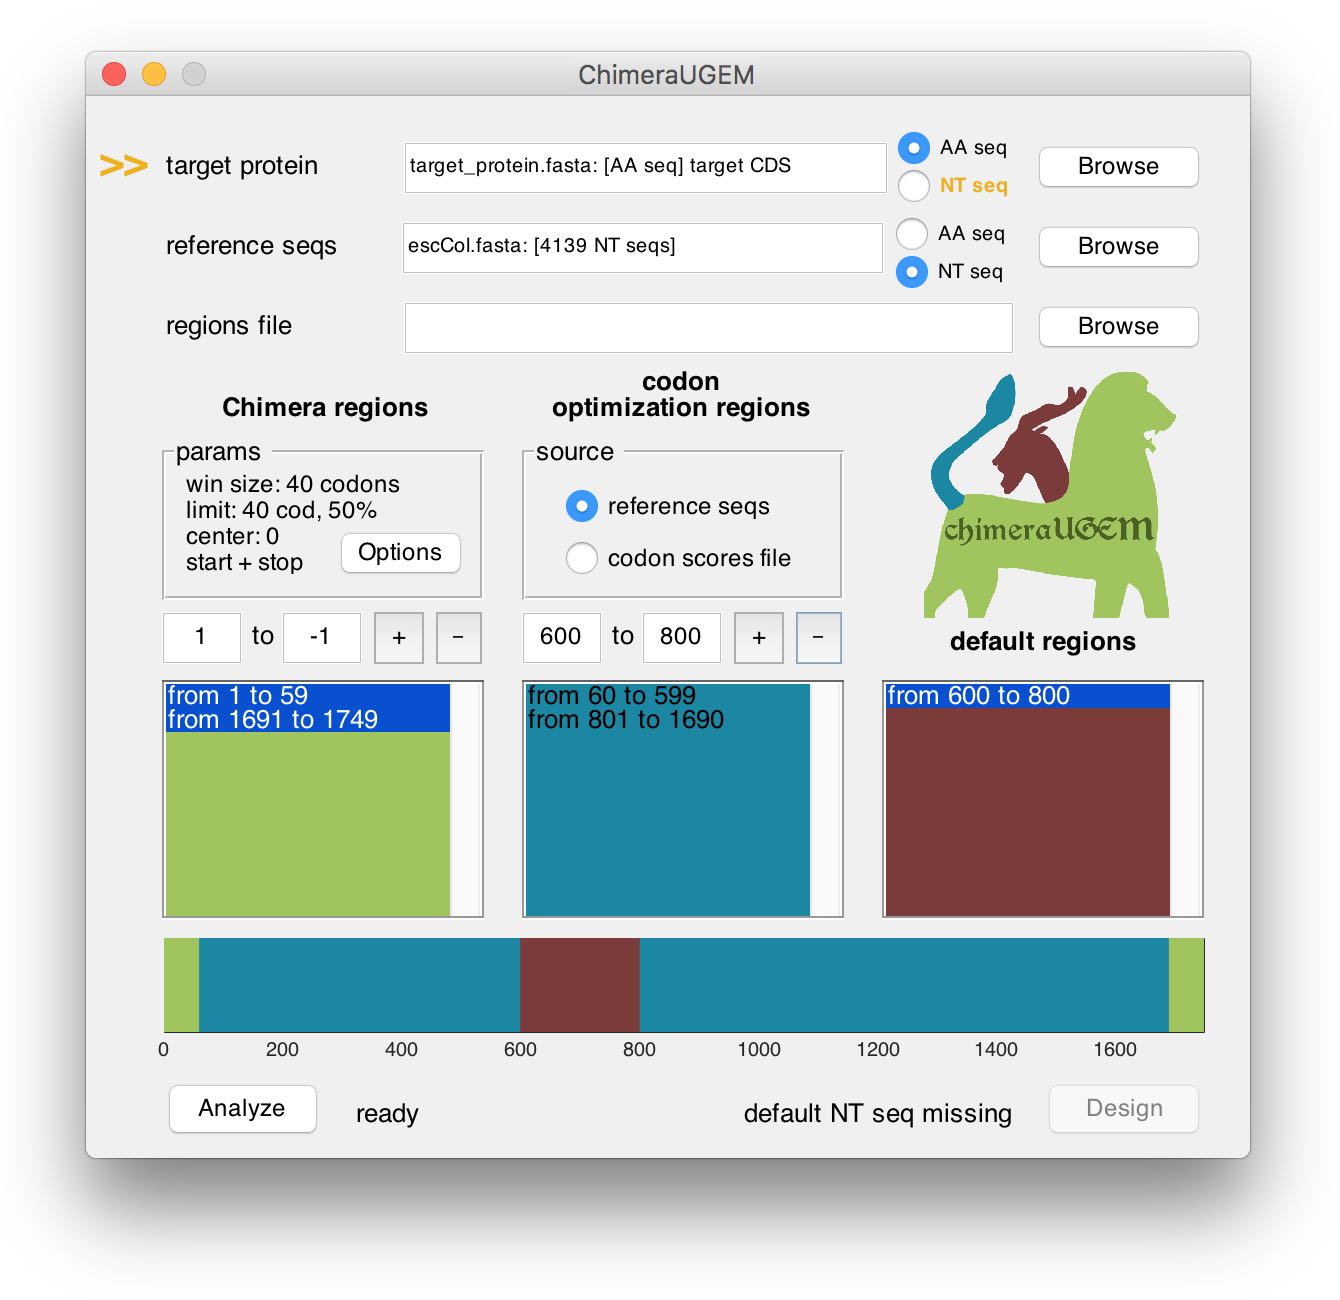 ChimeraUGEM
>> target protein
target_protein.fasta: [AA seq] target CDS
AA seq
NT seq
Browse
reference seqs
escCol.fasta: [4139 NT seqs]
AA seq
NT seq
Browse
regions file
Browse
Chimera regions
params
win size: 40 codons
limit: 40 cod, 50%
center: 0
start + stop
Options
1 to -1 + -
from 1 to 59
from 1691 to 1749
codon
optimization regions
source
reference seqs
codon scores file
600 to 800 + -
from 60 to 599
from 801 to 1690
chimeraUGEM
default regions
from 600 to 800
0 200 400 600 800 1000 1200 1400 1600
Analyze ready default NT seq missing Design